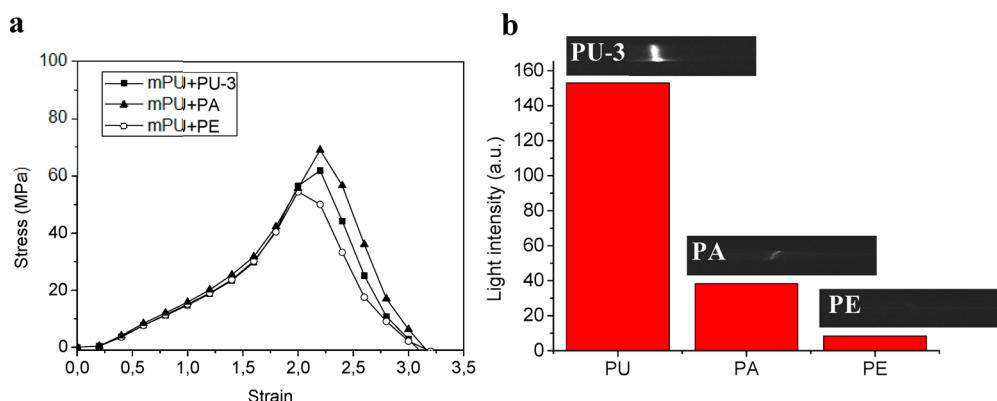 a
100
80
60
40
20
0
Stress (MPa)
mPU+PU-3
mPU+PA
mPU+PE
0,0 0,5 1,0 1,5 2,0 2,5 3,0 3,5
Strain
b
160
140
120
100
80
60
40
20
0
Light intensity (a.u.)
PU-3
PA
PE
PU PA PE